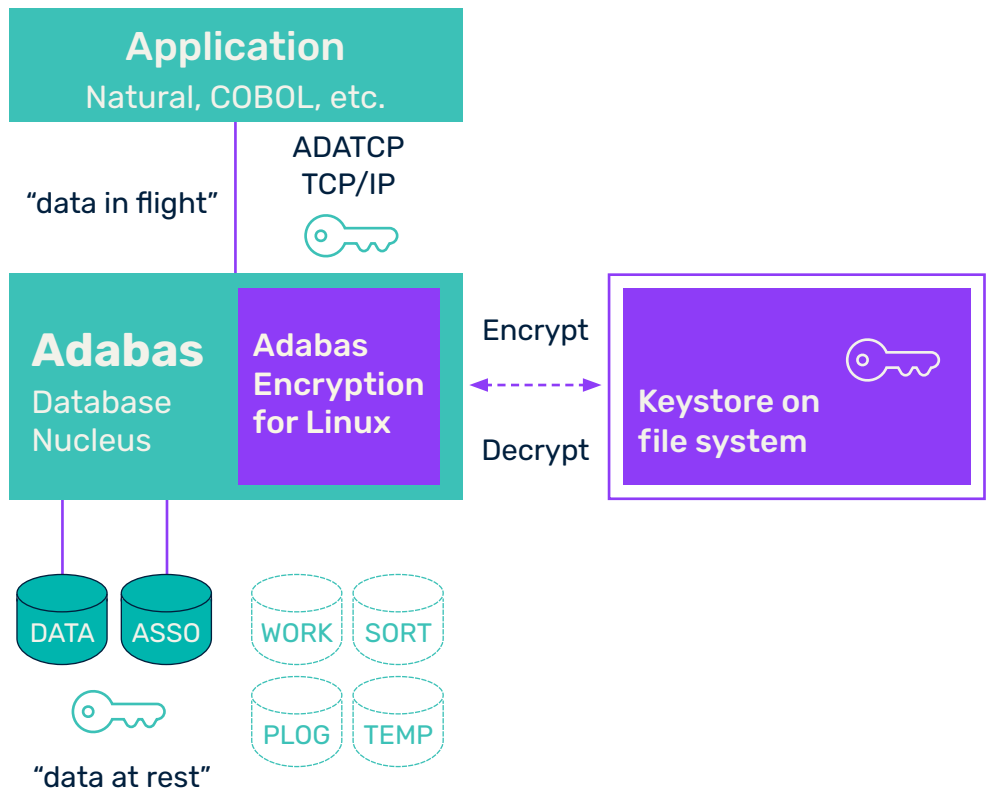 Application
Natural, COBOL, etc.
ADATCP
TCP/IP
“data in flight”
Adabas
Database
Nucleus
Adabas
Encryption
for Linux
Encrypt
Decrypt
Keystore on
file system
DATA
ASSO
WORK
SORT
PLOG
TEMP
“data at rest”